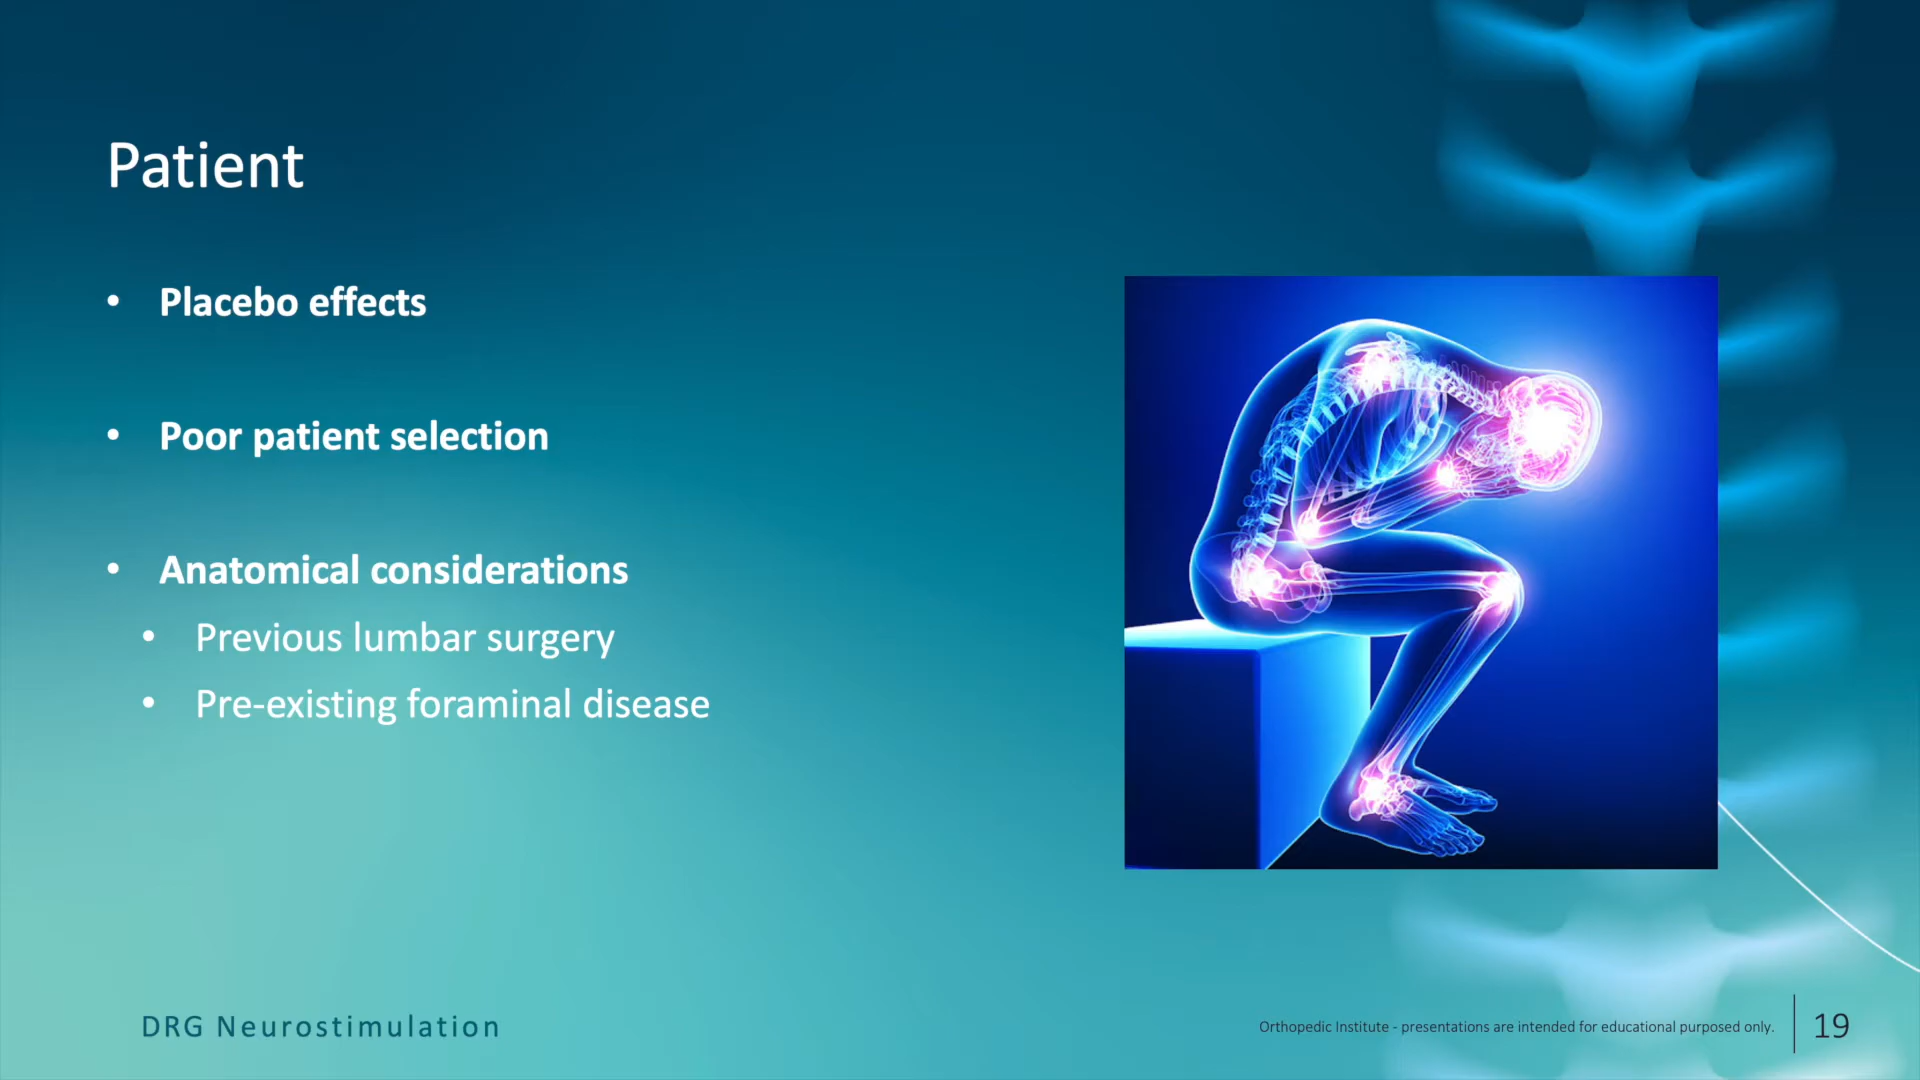 Patient
• Placebo effects
• Poor patient selection
• Anatomical considerations
• Previous lumbar surgery
• Pre-existing foraminal disease
DRG Neurostimulation
Orthopedic Institute - presentations are intended for educational purposed only.
19